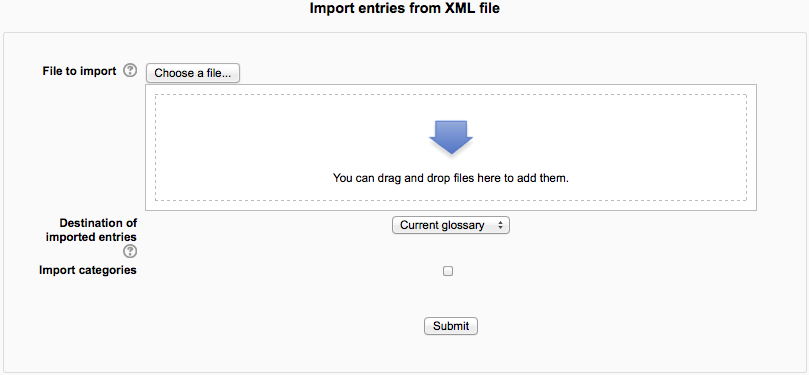 Import entries from XML file
File to import
Choose a file...
You can drag and drop files here to add them.
Destination of
imported entries
Current glossary
Import categories
Submit